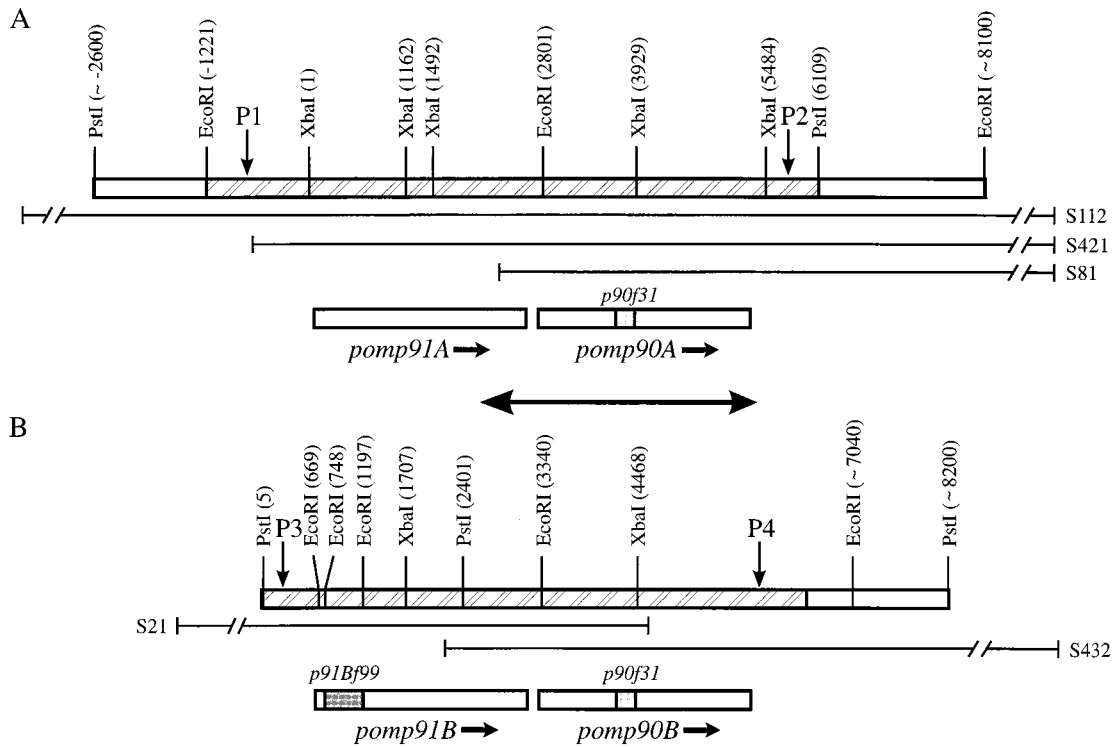 A
PstI (~ -2600)
EcoRI (-1221)
P1
XbaI (1)
XbaI (1162)
XbaI (1492)
EcoRI (2801)
XbaI (3929)
XbaI (5484)
P2
PstI (6109)
EcoRI (~8100)
S112
S421
S81
p90f31
pomp91A
pomp90A
B
PstI (5)
P3
EcoRI (669)
EcoRI (748)
EcoRI (1197)
XbaI (1707)
PstI (2401)
EcoRI (3340)
XbaI (4468)
P4
EcoRI (~7040)
PstI (~8200)
S21
S432
p91Bf99
p90f31
pomp91B
pomp90B